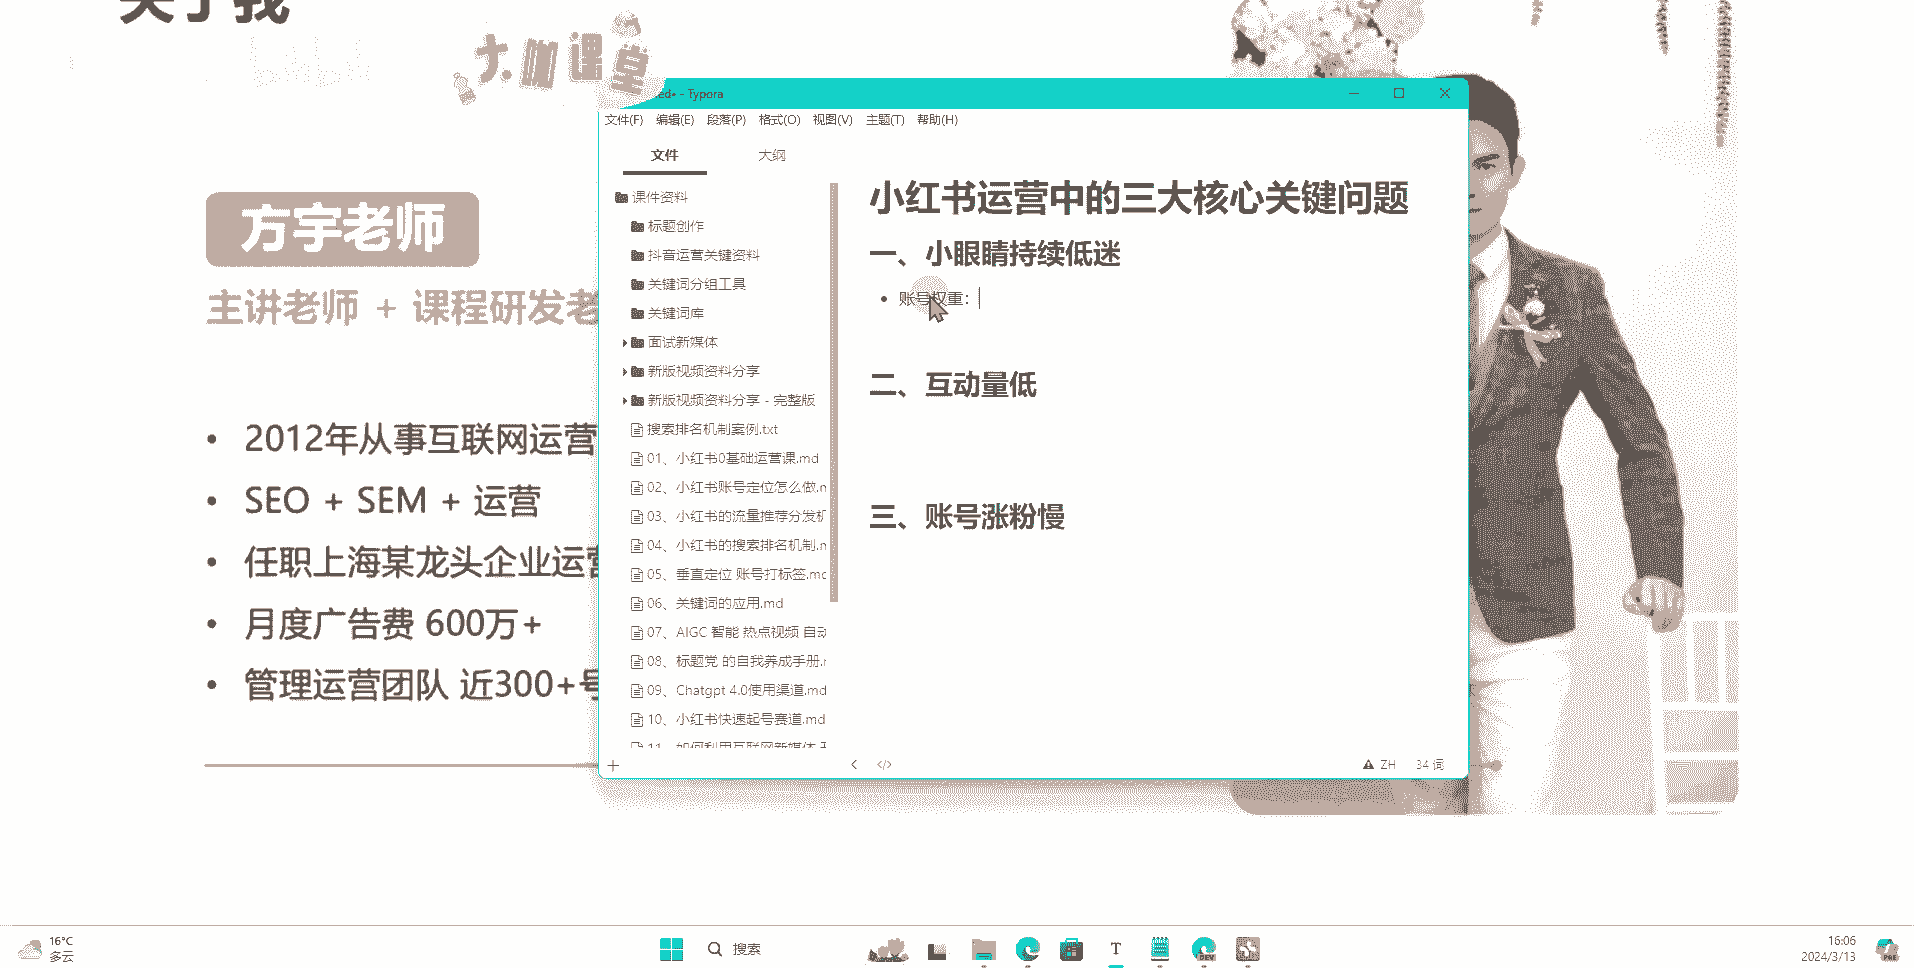 关于我
大咖课堂
方宇老师
主讲老师 + 课程研发老
2012年从事互联网运营
SEO + SEM + 运营
任职上海某龙头企业运营
月度广告费 600万+
管理运营团队 近300+号
ed• - Typora
文件(F) 编辑(E) 段落(P) 格式(O) 视图(V) 主题(T) 帮助(H)
文件 大纲
课件资料
标题创作
抖音运营关键资料
关键词分组工具
关键词库
面试新媒体
新版视频资料分享
新版视频资料分享 - 完整版
搜索排名机制案例.txt
01、小红书0基础运营课.md
02、小红书账号定位怎么做.m
03、小红书的流量推荐分发机
04、小红书的搜索排名机制.m
05、垂直定位 账号打标签.md
06、关键词的应用.md
07、AIGC 智能 热点视频 自动
08、标题党 的自我养成手册.m
09、Chatgpt 4.0使用渠道.md
10、小红书快速起号赛道.md
11、如何利用互联网新媒体
小红书运营中的三大核心关键问题
一、小眼睛持续低迷
账号权重：
二、互动量低
三、账号涨粉慢
ZH 34 词
16°C
多云
搜索
16:06
2024/3/13